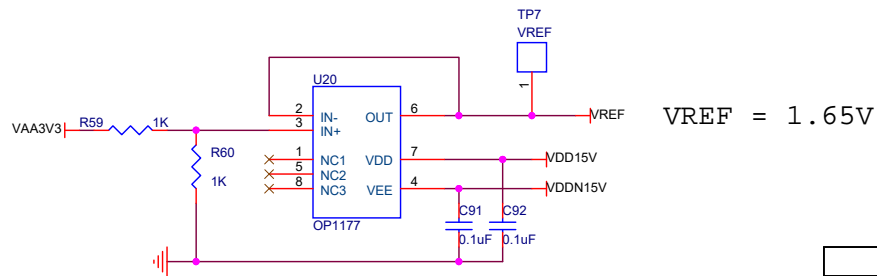 TP7
VREF
1
U20
2 IN- OUT 6
VREF
VREF = 1.65V
VAA3V3
R59 1K
3 IN+
R60
1K
1 NC1 VDD 7
VDD15V
5 NC2
8 NC3 VEE 4
VDDN15V
OP1177
C91 C92
0.1uF 0.1uF